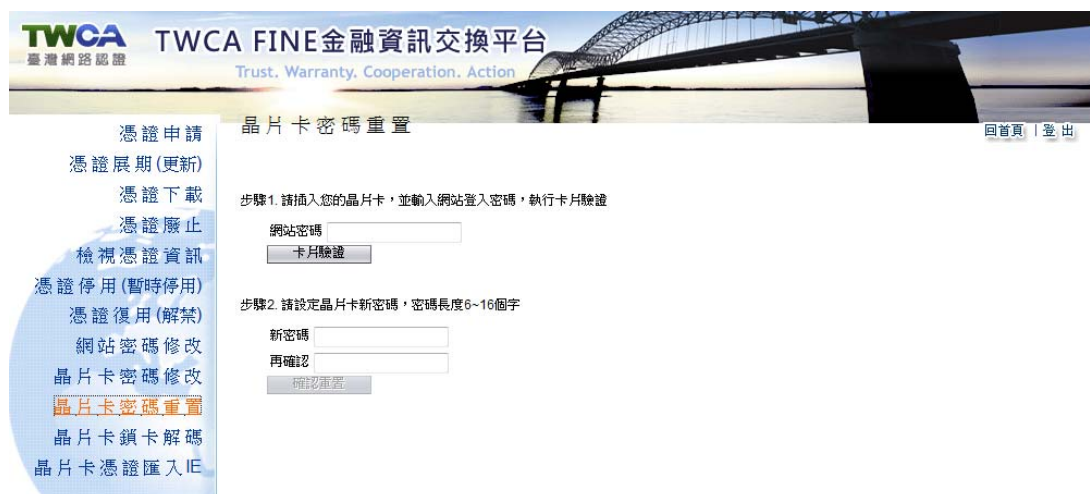 TWCA
臺灣網路認證
TWCA FINE金融資訊交換平台
Trust. Warranty. Cooperation. Action
晶片卡密碼重置
回首頁 | 登出
憑證申請
憑證展期(更新)
憑證下載
憑證廢止
檢視憑證資訊
憑證停用(暫時停用)
憑證復用(解禁)
網站密碼修改
晶片卡密碼修改
晶片卡密碼重置
晶片卡鎖卡解碼
晶片卡憑證匯入IE
步驟1. 請插入您的晶片卡，並輸入網站登入密碼，執行卡片驗證
網站密碼
卡片驗證
步驟2. 請設定晶片卡新密碼，密碼長度6~16個字
新密碼
再確認
確認重置